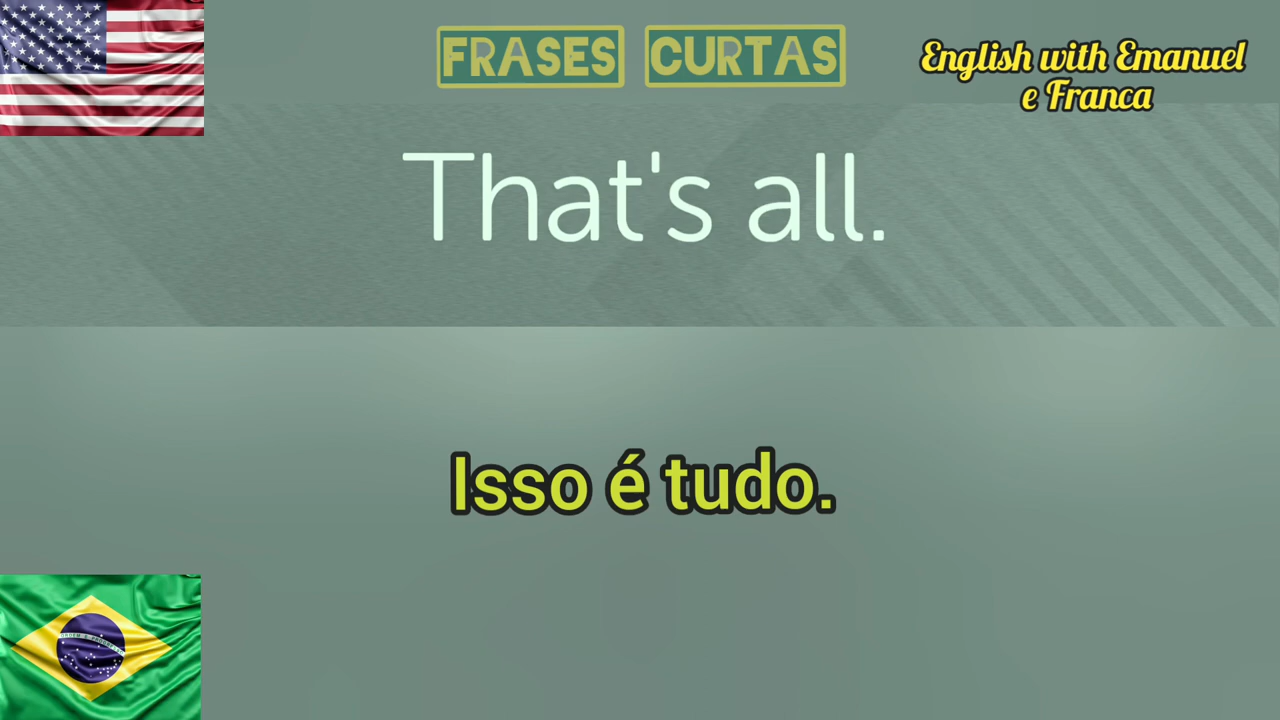 FRASES CURTAS
English with Emanuel
e Franca
That's all.
Isso é tudo.